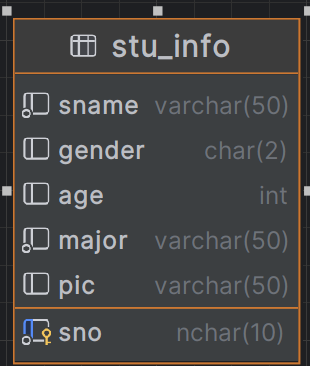 stu_info
sname varchar(50)
gender char(2)
age int
major varchar(50)
pic varchar(50)
sno nchar(10)